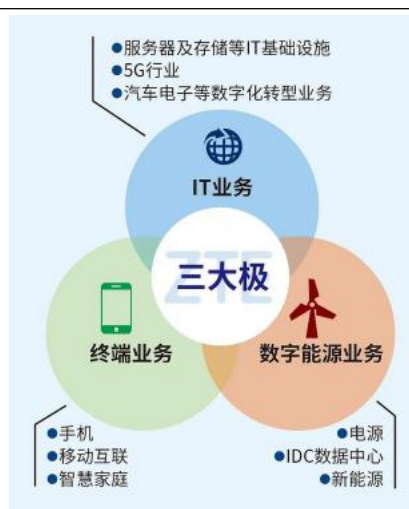 ●服务器及存储等IT基础设施
●5G行业
●汽车电子等数字化转型业务
IT业务
ZTE
三大极
终端业务
数字能源业务
●手机
●移动互联
●智慧家庭
●电源
●IDC数据中心
●新能源